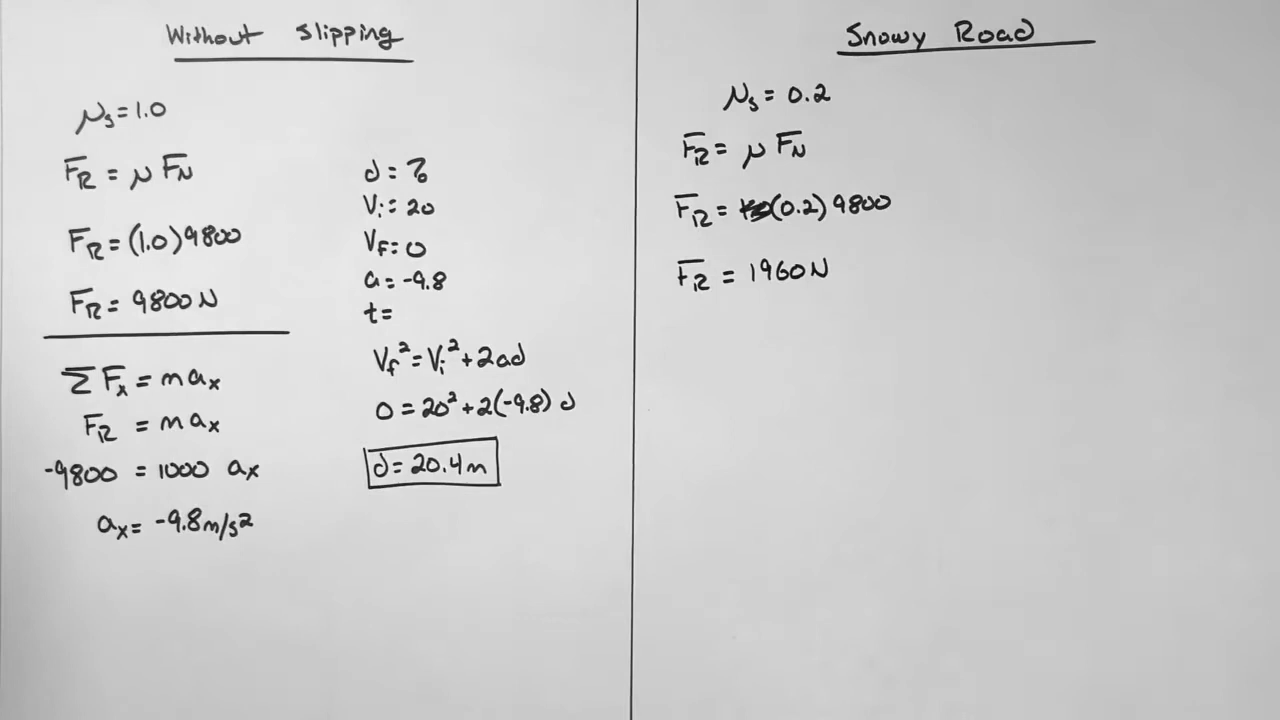 Without Slipping
μs = 1.0
FR = μ FN
FR = (1.0) 9800
FR = 9800 N
Σ Fx = m ax
FR = m ax
-9800 = 1000 ax
ax = -9.8 m/s²
d = ?
Vi = 20
Vf = 0
a = -9.8
t =
Vf² = Vi² + 2ad
0 = 20² + 2(-9.8) d
d = 20.4 m
Snowy Road
μs = 0.2
FR = μ FN
FR = (0.2) 9800
FR = 1960 N